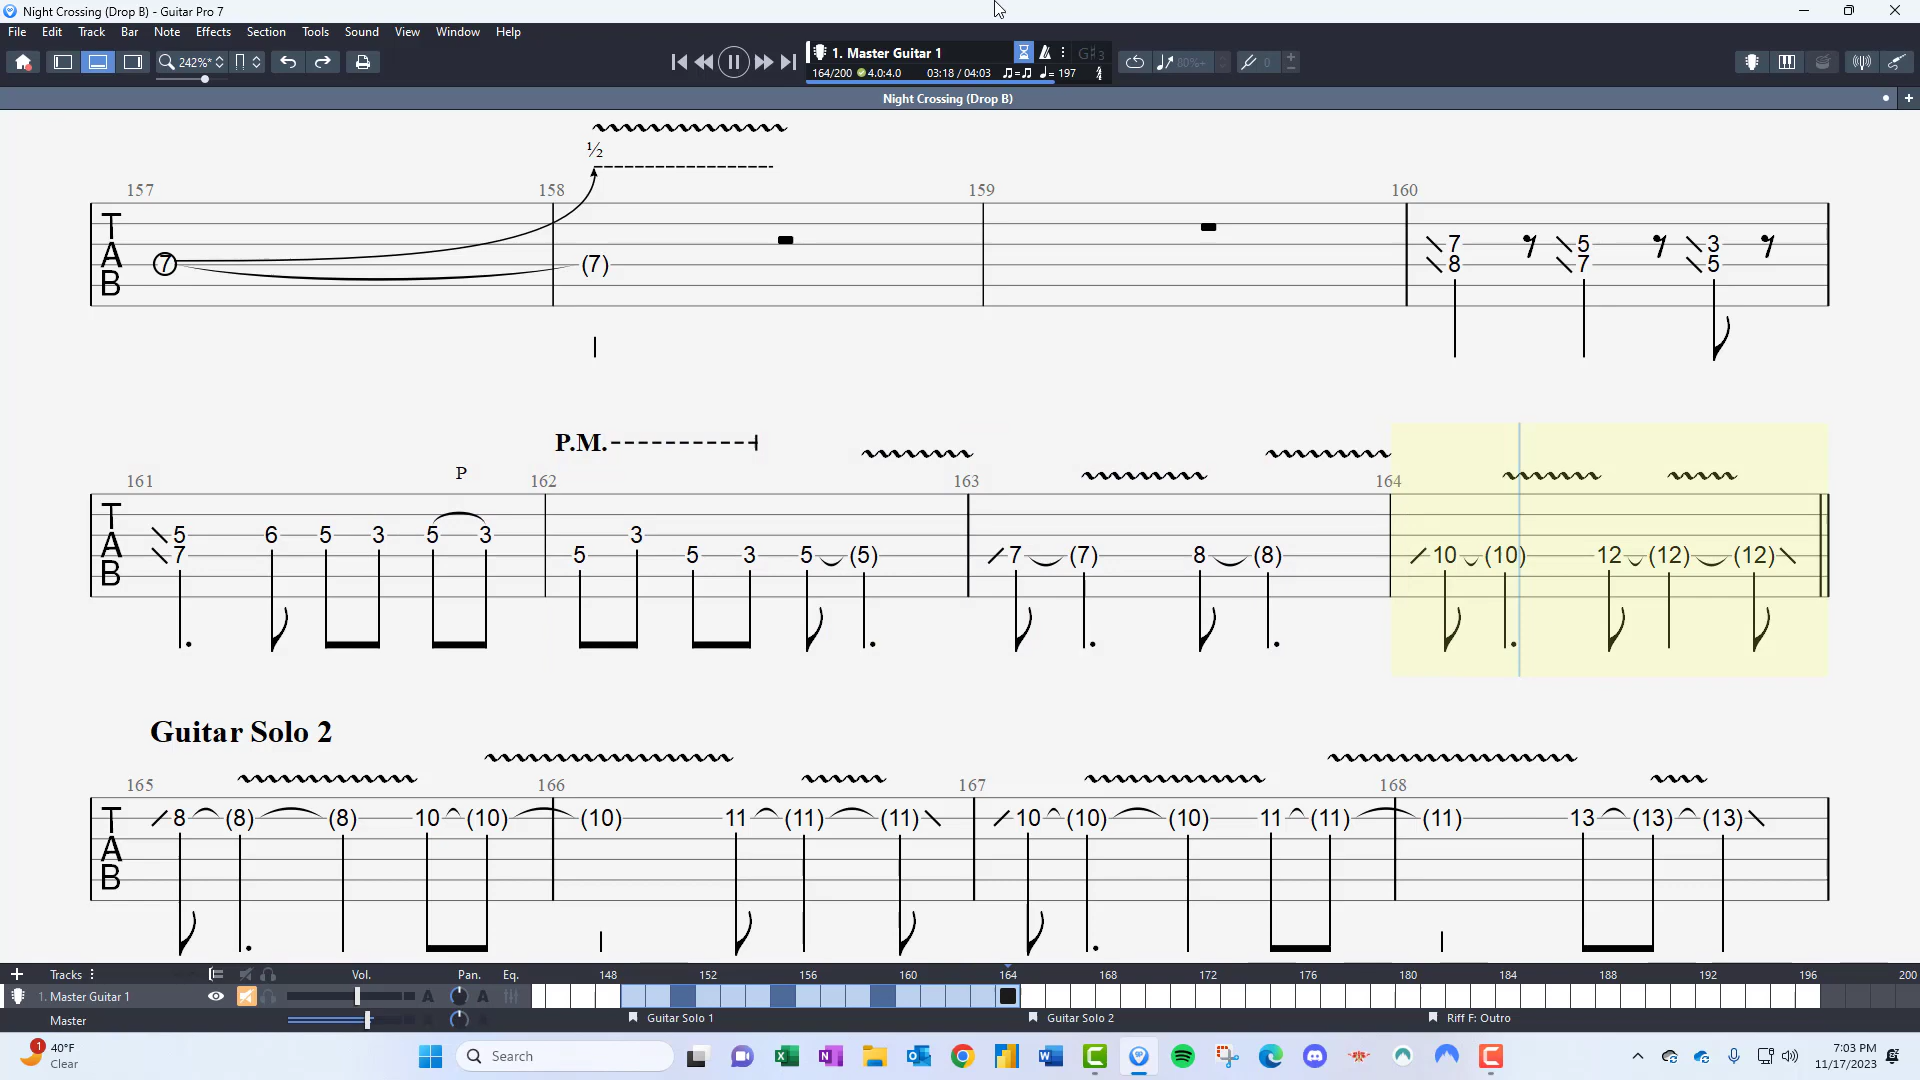 Night Crossing (Drop B) - Guitar Pro 7
File Edit Track Bar Note Effects Section Tools Sound View Window Help
242%*
1. Master Guitar 1
164/200 4.0:4.0 03:18 / 04:03 ♫=♫ ♩= 197
G♯3
80%
0
Night Crossing (Drop B)
½
157 158 159 160
TAB
7 (7) 7 5 3
8 7 5
P.M.
P
161 162 163 164
TAB
5 6 5 3 5 3 3
7 5 5 3 5 (5) 7 (7) 8 (8) 10 (10) 12 (12) (12)
Guitar Solo 2
165 166 167 168
TAB
8 (8) (8) 10 (10) (10) 11 (11) (11) 10 (10) (10) 11 (11) (11) 13 (13) (13)
Tracks Vol. Pan. Eq. 148 152 156 160 164 168 172 176 180 184 188 192 196 200
1. Master Guitar 1 A A
Master Guitar Solo 1 Guitar Solo 2 Riff F: Outro
1 40°F
Clear
Search
7:03 PM
11/17/2023